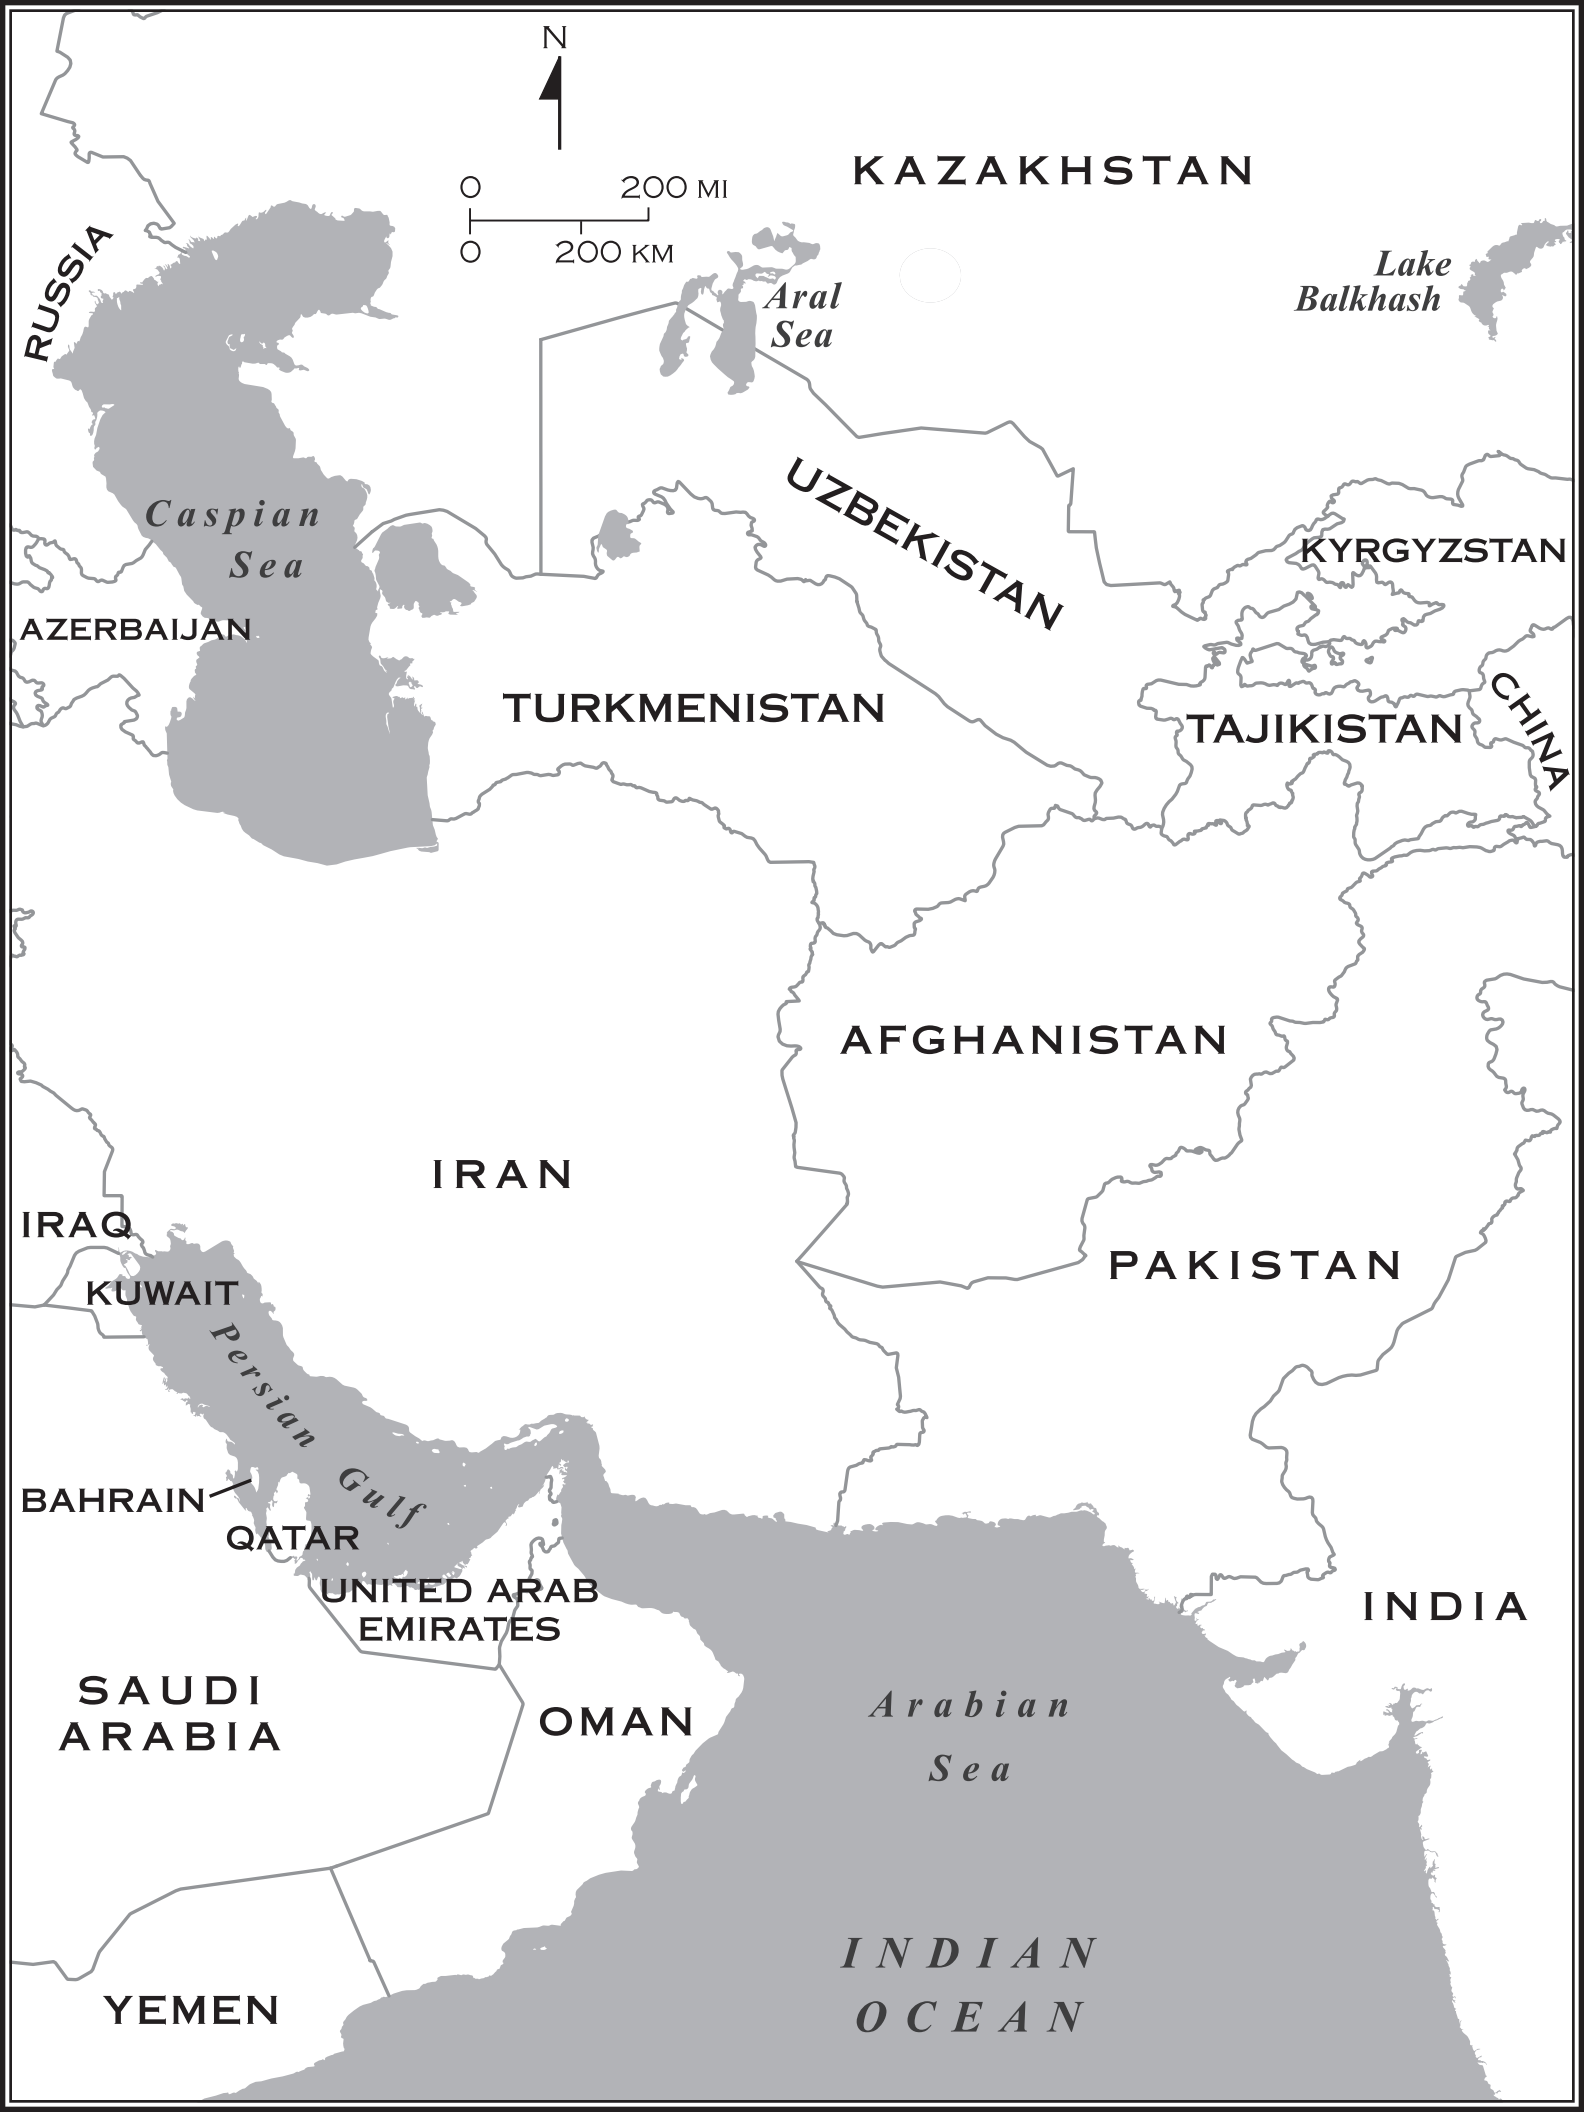 N
KAZAKHSTAN
0 200 MI
0 200 KM
RUSSIA
Lake
Balkhash
Aral
Sea
Caspian
Sea
UZBEKISTAN
KYRGYZSTAN
AZERBAIJAN
TURKMENISTAN
TAJIKISTAN
CHINA
AFGHANISTAN
IRAN
IRAQ
PAKISTAN
KUWAIT
Persian
Gulf
BAHRAIN
QATAR
UNITED ARAB
EMIRATES
INDIA
SAUDI
ARABIA
OMAN
Arabian
Sea
INDIAN
OCEAN
YEMEN